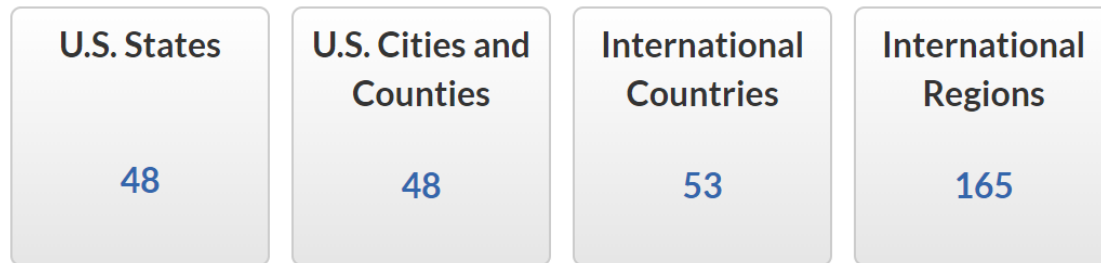 U.S. States
48
U.S. Cities and
Counties
48
International
Countries
53
International
Regions
165